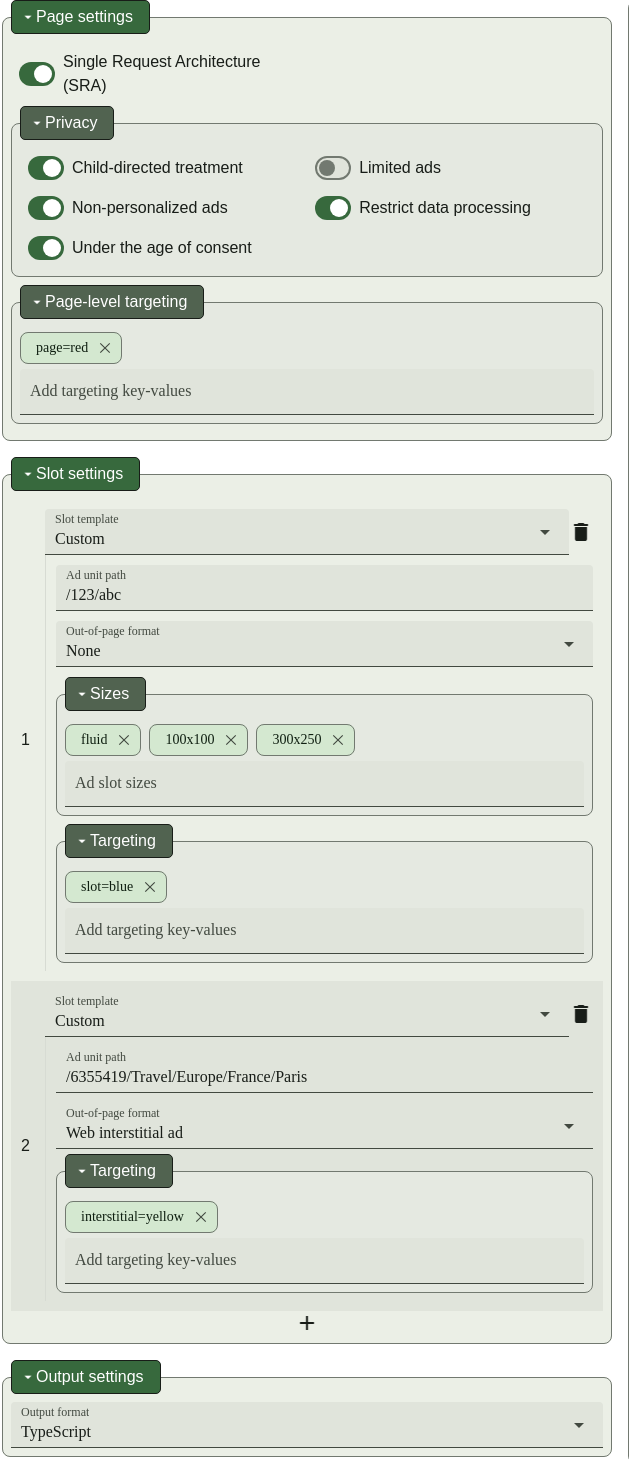 Page settings
Single Request Architecture
(SRA)
Privacy
Child-directed treatment
Limited ads
Non-personalized ads
Restrict data processing
Under the age of consent
Page-level targeting
page=red
Add targeting key-values
Slot settings
1
Slot template
Custom
Ad unit path
/123/abc
Out-of-page format
None
Sizes
fluid 100x100 300x250
Ad slot sizes
Targeting
slot=blue
Add targeting key-values
2
Slot template
Custom
Ad unit path
/6355419/Travel/Europe/France/Paris
Out-of-page format
Web interstitial ad
Targeting
interstitial=yellow
Add targeting key-values
+
Output settings
Output format
TypeScript